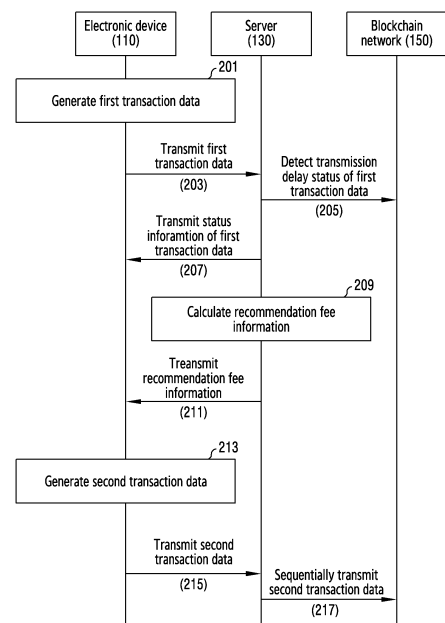 Electronic device
(110)
Server
(130)
Blockchain
network (150)
201
Generate first transaction data
Transmit first
transaction data
(203)
Detect transmission
delay status of first
transaction data
(205)
Transmit status
inforamtion of first
transaction data
(207)
209
Calculate recommendation fee
information
Treansmit
recommendation fee
information
(211)
213
Generate second transaction data
Transmit second
transaction data
(215)
Sequentially transmit
second transaction data
(217)